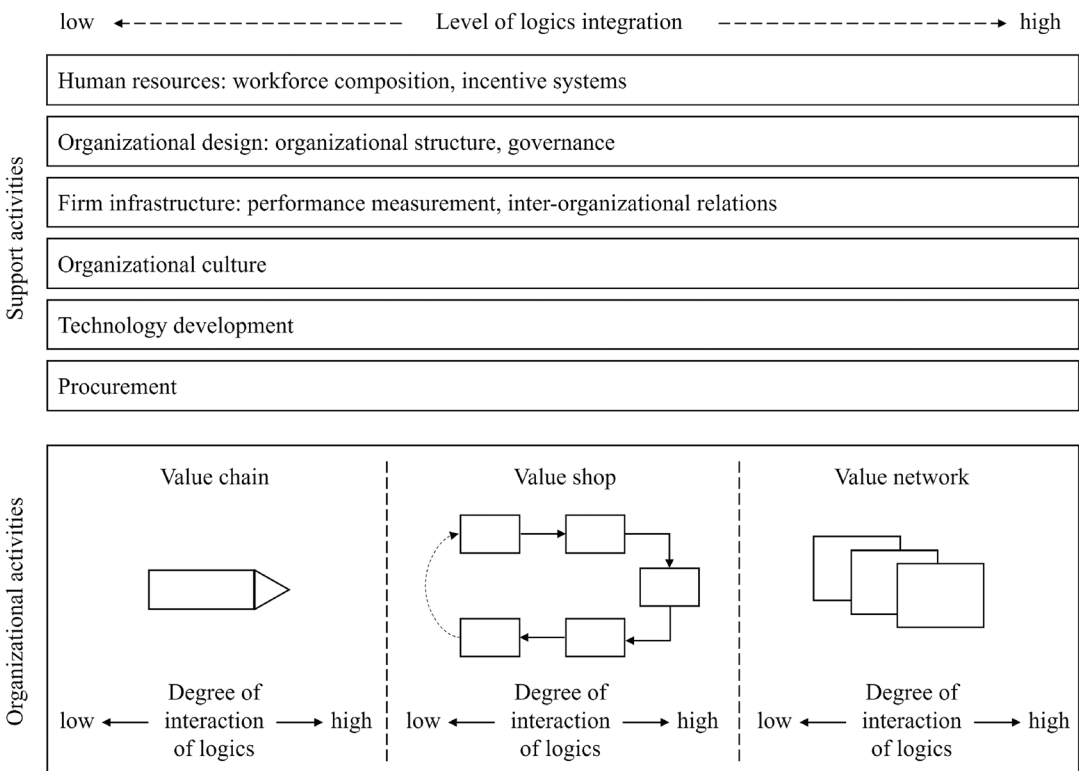 low Level of logics integration high
Support activities
Human resources: workforce composition, incentive systems
Organizational design: organizational structure, governance
Firm infrastructure: performance measurement, inter-organizational relations
Organizational culture
Technology development
Procurement
Organizational activities
Value chain
Degree of
low interaction high
of logics
Value shop
Degree of
low interaction high
of logics
Value network
Degree of
low interaction high
of logics